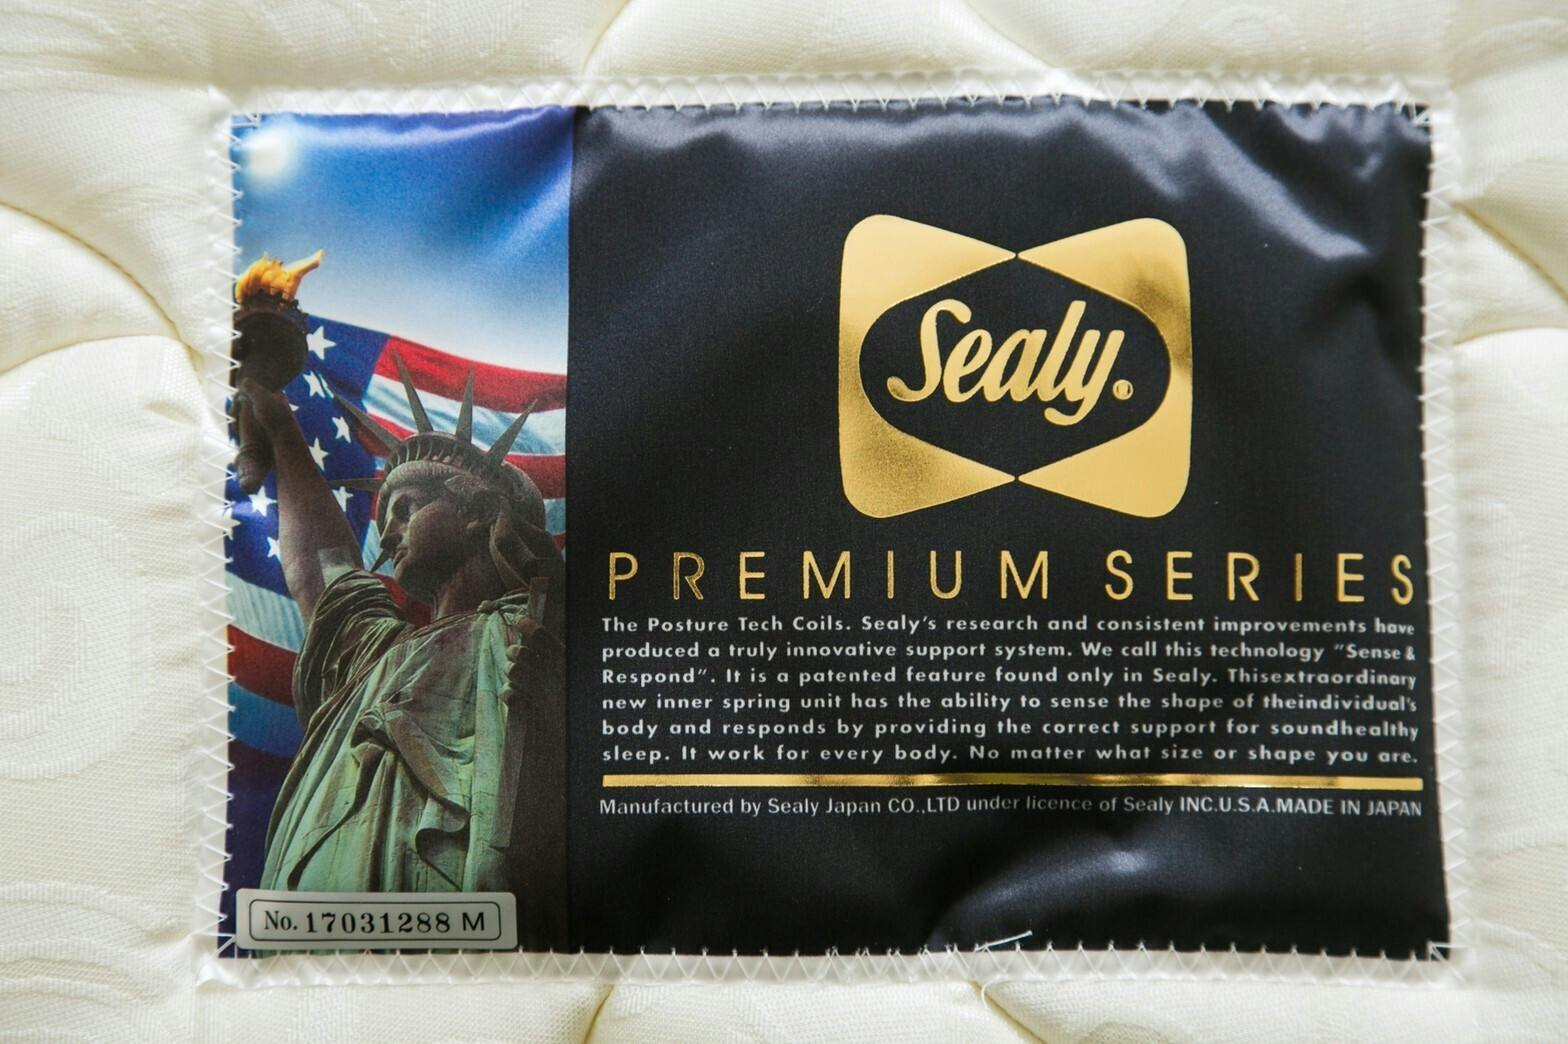 Sealy®
PREMIUM SERIES
The Posture Tech Coils. Sealy's research and consistent improvements have
produced a truly innovative support system. We call this technology "Sense &
Respond". It is a patented feature found only in Sealy. Thisextraordinary
new inner spring unit has the ability to sense the shape of theindividual's
body and responds by providing the correct support for soundhealthy
sleep. It work for every body. No matter what size or shape you are.
Manufactured by Sealy Japan CO.,LTD under licence of Sealy INC.U.S.A.MADE IN JAPAN
No. 17031288 M